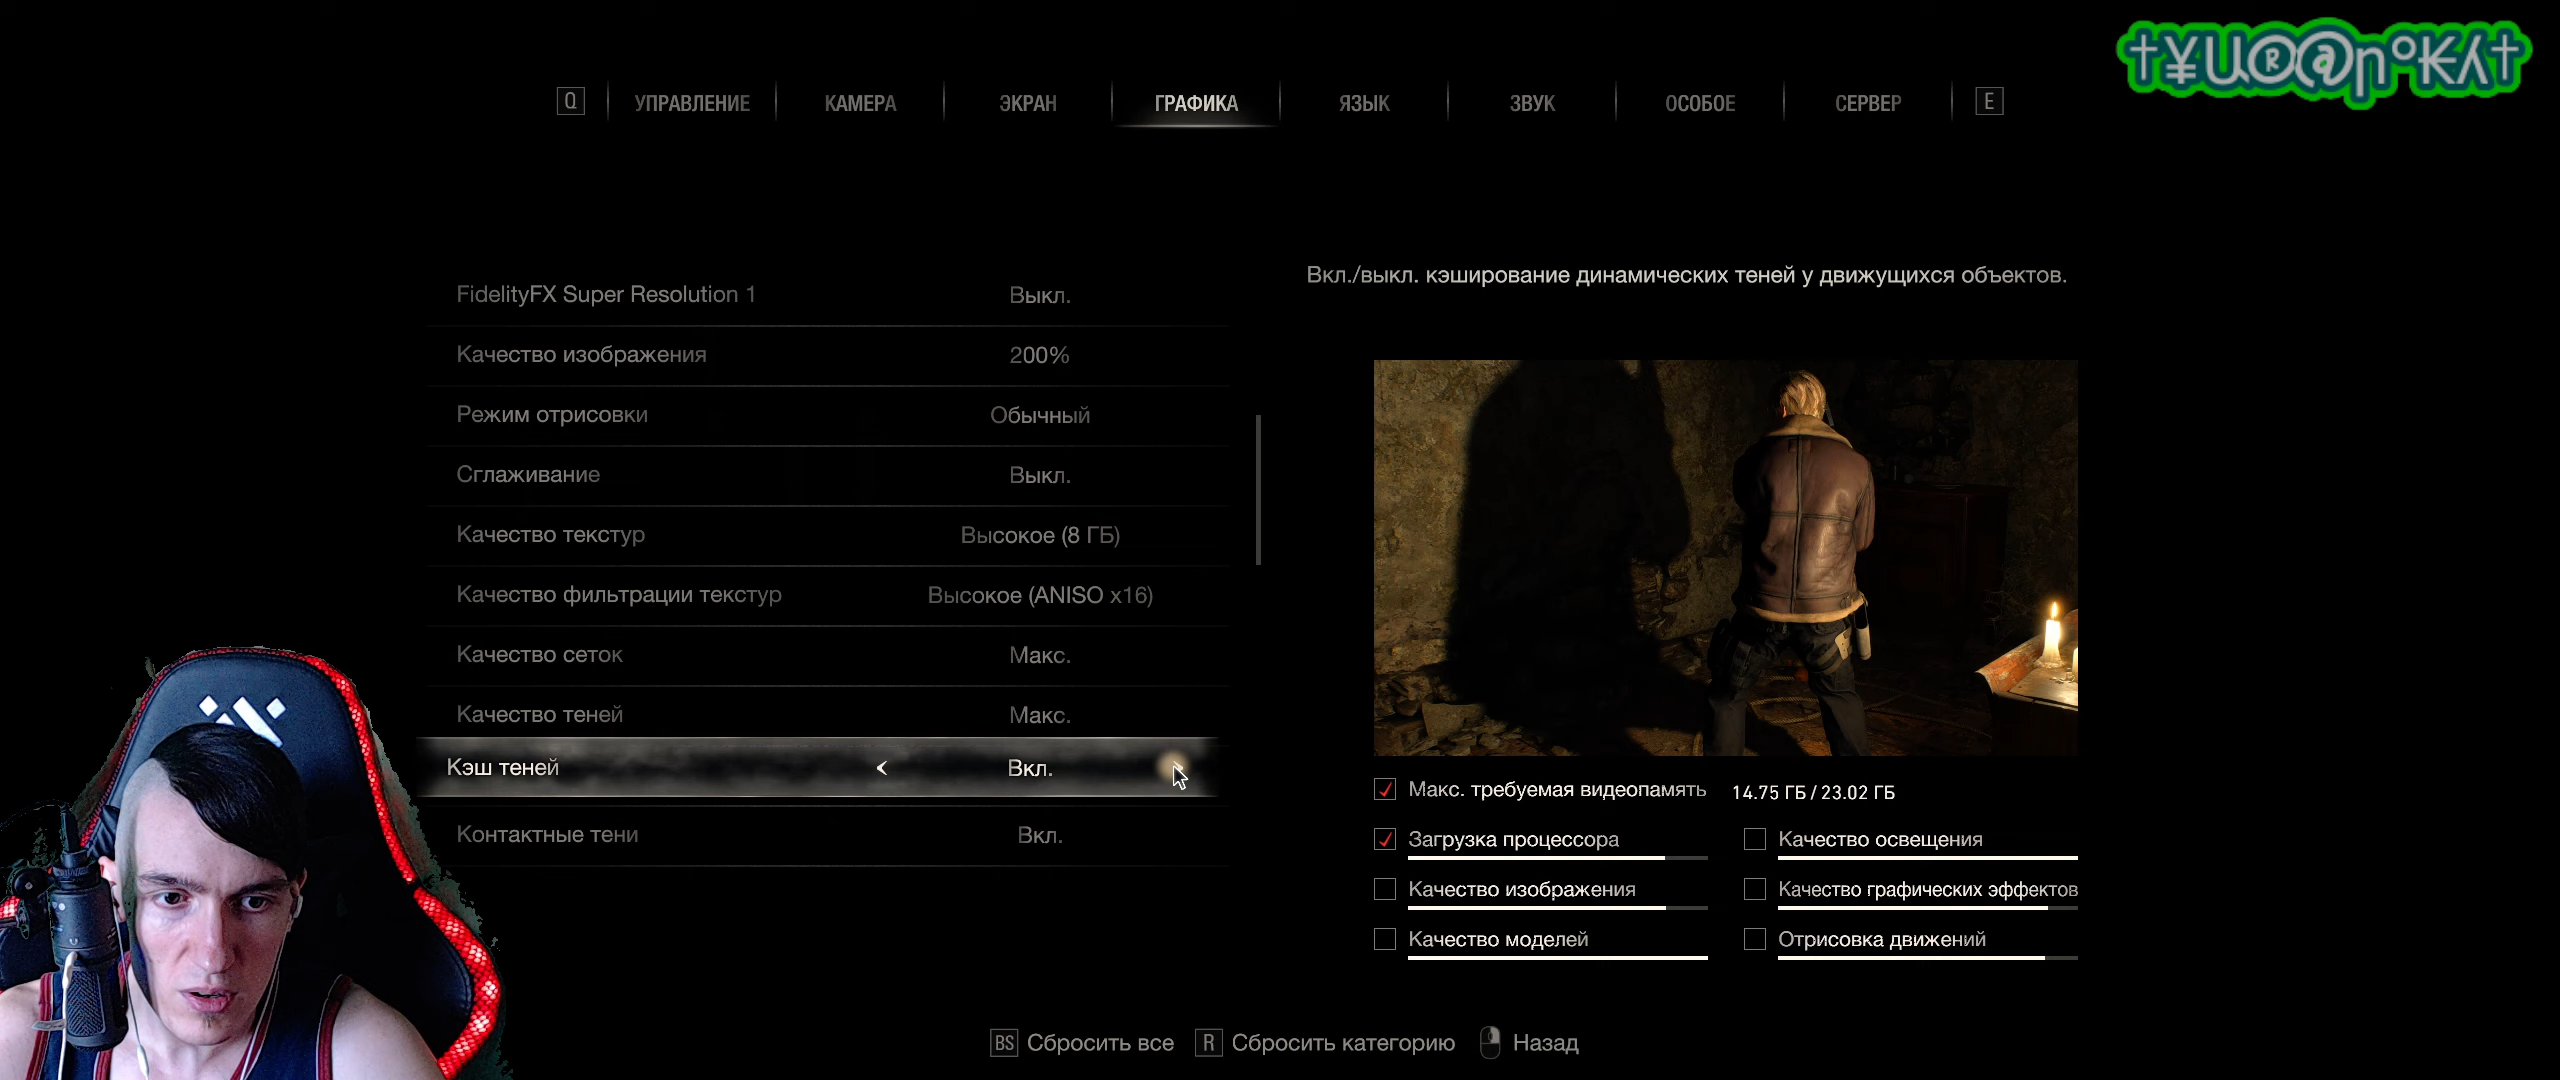 †¥UR@ηºҜΛ†
Q УПРАВЛЕНИЕ КАМЕРА ЭКРАН ГРАФИКА ЯЗЫК ЗВУК ОСОБОЕ СЕРВЕР E
Вкл./выкл. кэширование динамических теней у движущихся объектов.
FidelityFX Super Resolution 1 Выкл.
Качество изображения 200%
Режим отрисовки Обычный
Сглаживание Выкл.
Качество текстур Высокое (8 ГБ)
Качество фильтрации текстур Высокое (ANISO x16)
Качество сеток Макс.
Качество теней Макс.
Кэш теней Вкл.
Контактные тени Вкл.
Макс. требуемая видеопамять 14.75 ГБ / 23.02 ГБ
Загрузка процессора Качество освещения
Качество изображения Качество графических эффектов
Качество моделей Отрисовка движений
BS Сбросить все R Сбросить категорию Назад